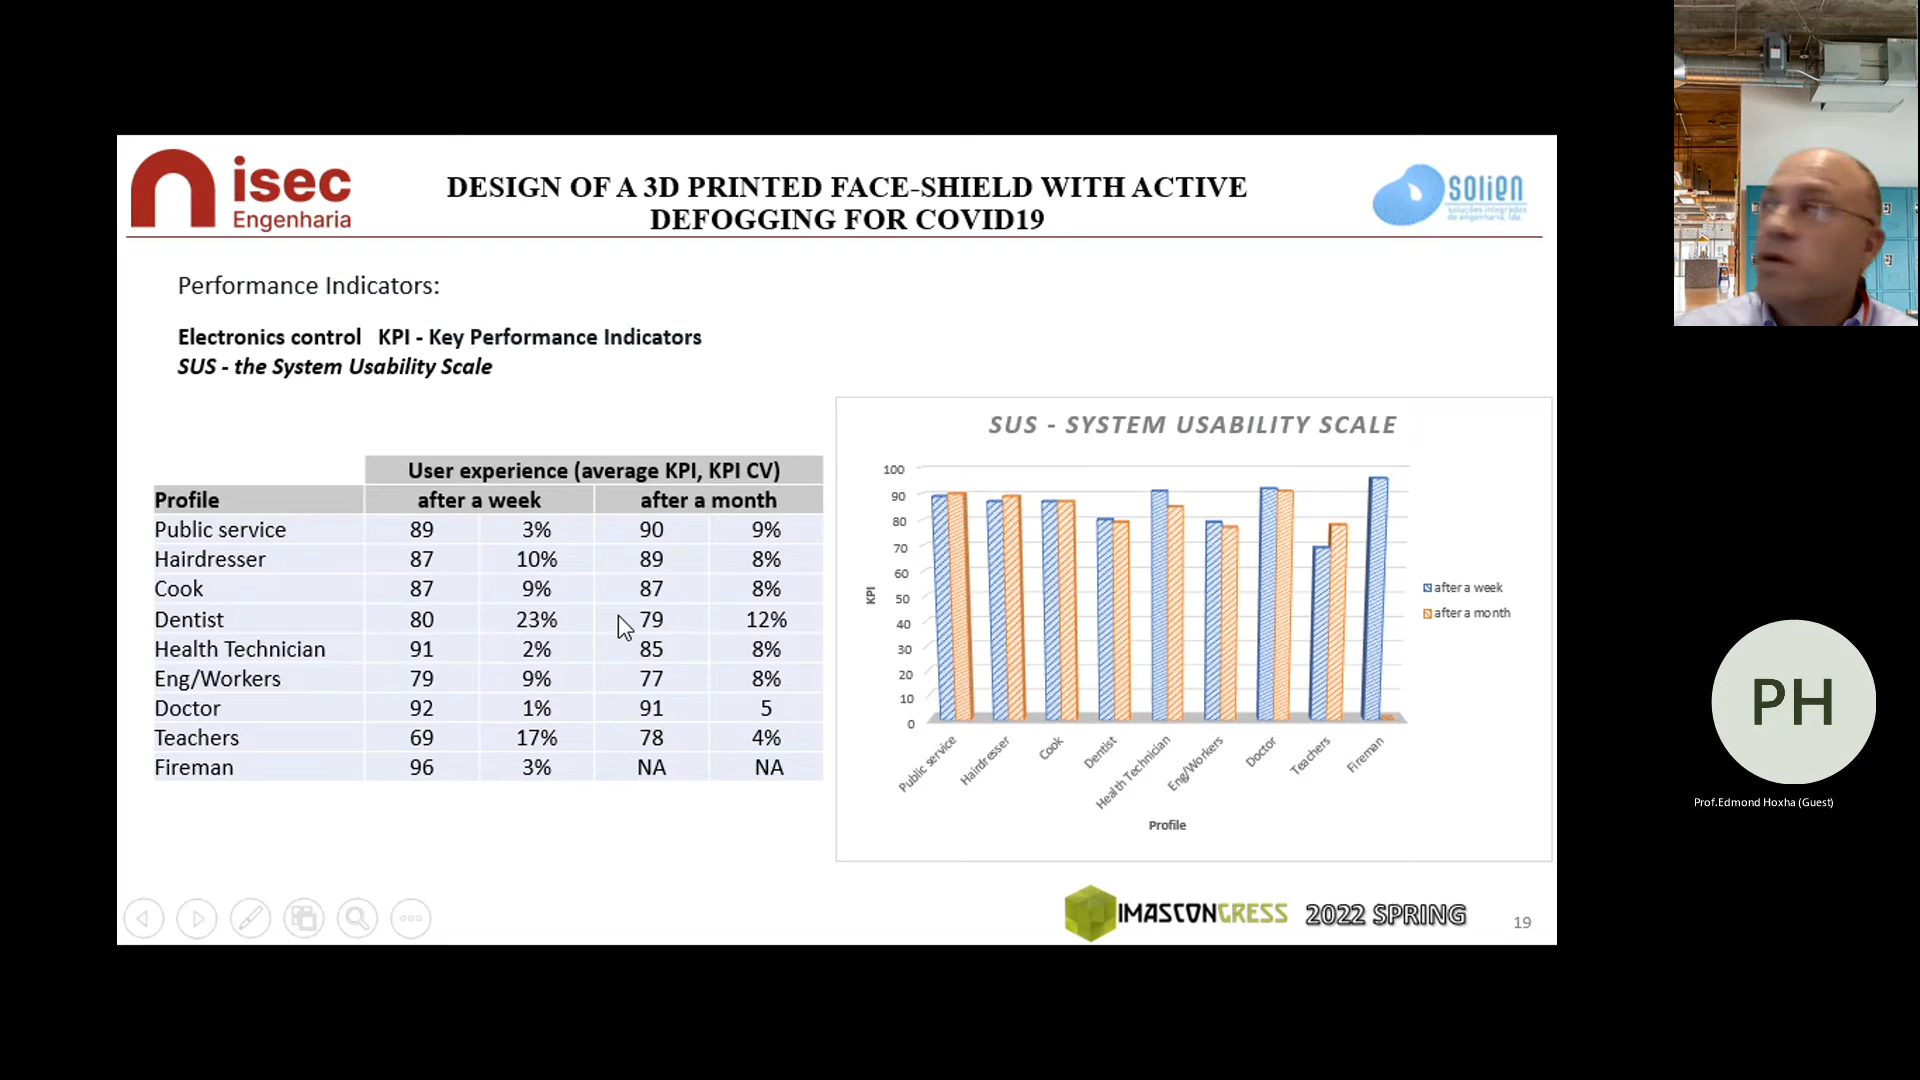 isec
Engenharia
DESIGN OF A 3D PRINTED FACE-SHIELD WITH ACTIVE
DEFOGGING FOR COVID19
solien
soluções integradas
de engenharia, lda.
Performance Indicators:
Electronics control KPI - Key Performance Indicators
SUS - the System Usability Scale
User experience (average KPI, KPI CV)
Profile after a week after a month
Public service 89 3% 90 9%
Hairdresser 87 10% 89 8%
Cook 87 9% 87 8%
Dentist 80 23% 79 12%
Health Technician 91 2% 85 8%
Eng/Workers 79 9% 77 8%
Doctor 92 1% 91 5
Teachers 69 17% 78 4%
Fireman 96 3% NA NA
SUS - SYSTEM USABILITY SCALE
100
90
80
70
60
50
40
30
20
10
0
KPI
Public service
Hairdresser
Cook
Dentist
Health Technician
Eng/Workers
Doctor
Teachers
Fireman
Profile
after a week
after a month
IMASCONGRESS 2022 SPRING
19
PH
Prof.Edmond Hoxha (Guest)